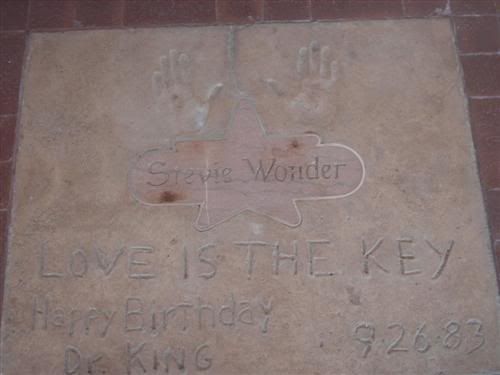 Stevie Wonder
LOVE IS THE KEY
Happy Birthday
9.26.83
Dr. KING